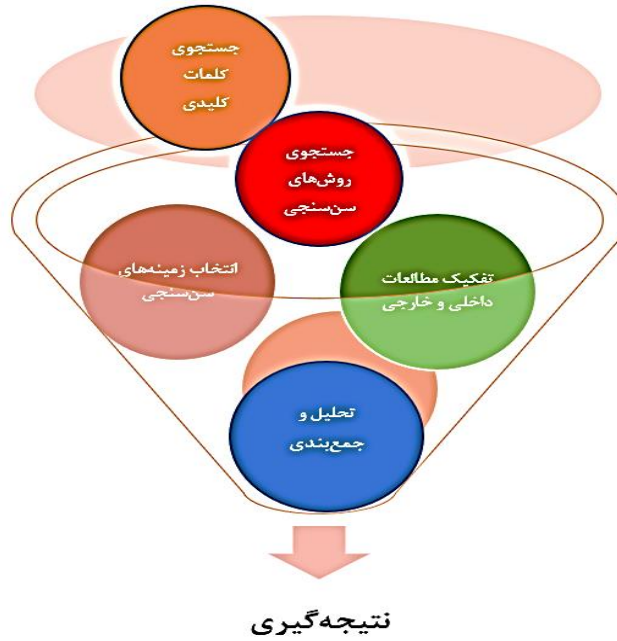 جستجوی
کلمات
کلیدی
جستجوی
روش‌های
سن‌سنجی
انتخاب زمینه‌های
سن‌سنجی
تفکیک مطالعات
داخلی و خارجی
تحلیل و
جمع‌بندی
نتیجه‌گیری